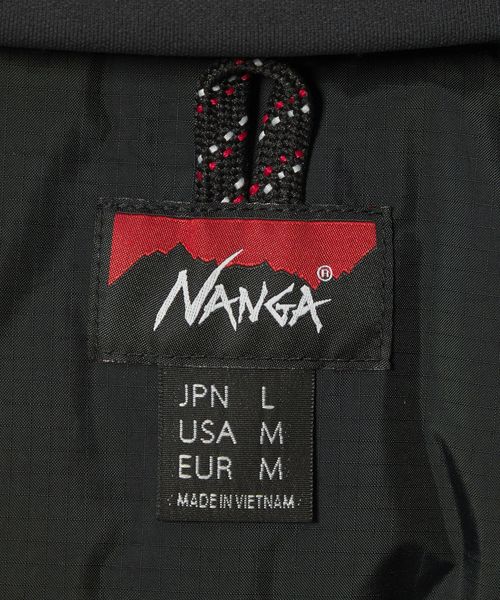 NANGA®
JPN L
USA M
EUR M
MADE IN VIETNAM